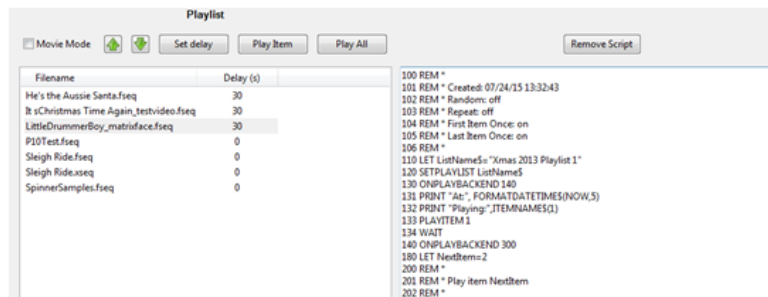 Playlist
Movie Mode
Set delay
Play Item
Play All
Remove Script
Filename Delay (s)
He's the Aussie Santa.fseq 30
It sChristmas Time Again_testvideo.fseq 30
LittleDrummerBoy_matrixface.fseq 30
P10Test.fseq 0
Sleigh Ride.fseq 0
Sleigh Ride.xseq 0
SpinnerSamples.fseq 0
100 REM *
101 REM * Created: 07/24/15 13:32:43
102 REM * Random: off
103 REM * Repeat: off
104 REM * First Item Once: on
105 REM * Last Item Once: on
106 REM *
110 LET ListName$= "Xmas 2013 Playlist 1"
120 SETPLAYLIST ListName$
130 ONPLAYBACKEND 140
131 PRINT "At:", FORMATDATETIME$(NOW,5)
132 PRINT "Playing:",ITEMNAME$(1)
133 PLAYITEM 1
134 WAIT
140 ONPLAYBACKEND 300
180 LET NextItem=2
200 REM *
201 REM * Play item NextItem
202 REM *